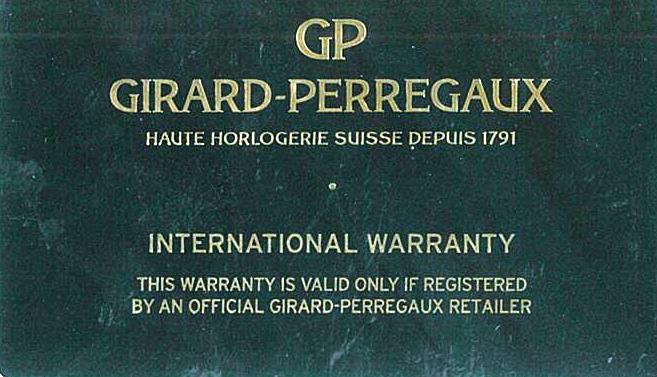 GP
GIRARD-PERREGAUX
HAUTE HORLOGERIE SUISSE DEPUIS 1791
INTERNATIONAL WARRANTY
THIS WARRANTY IS VALID ONLY IF REGISTERED
BY AN OFFICIAL GIRARD-PERREGAUX RETAILER